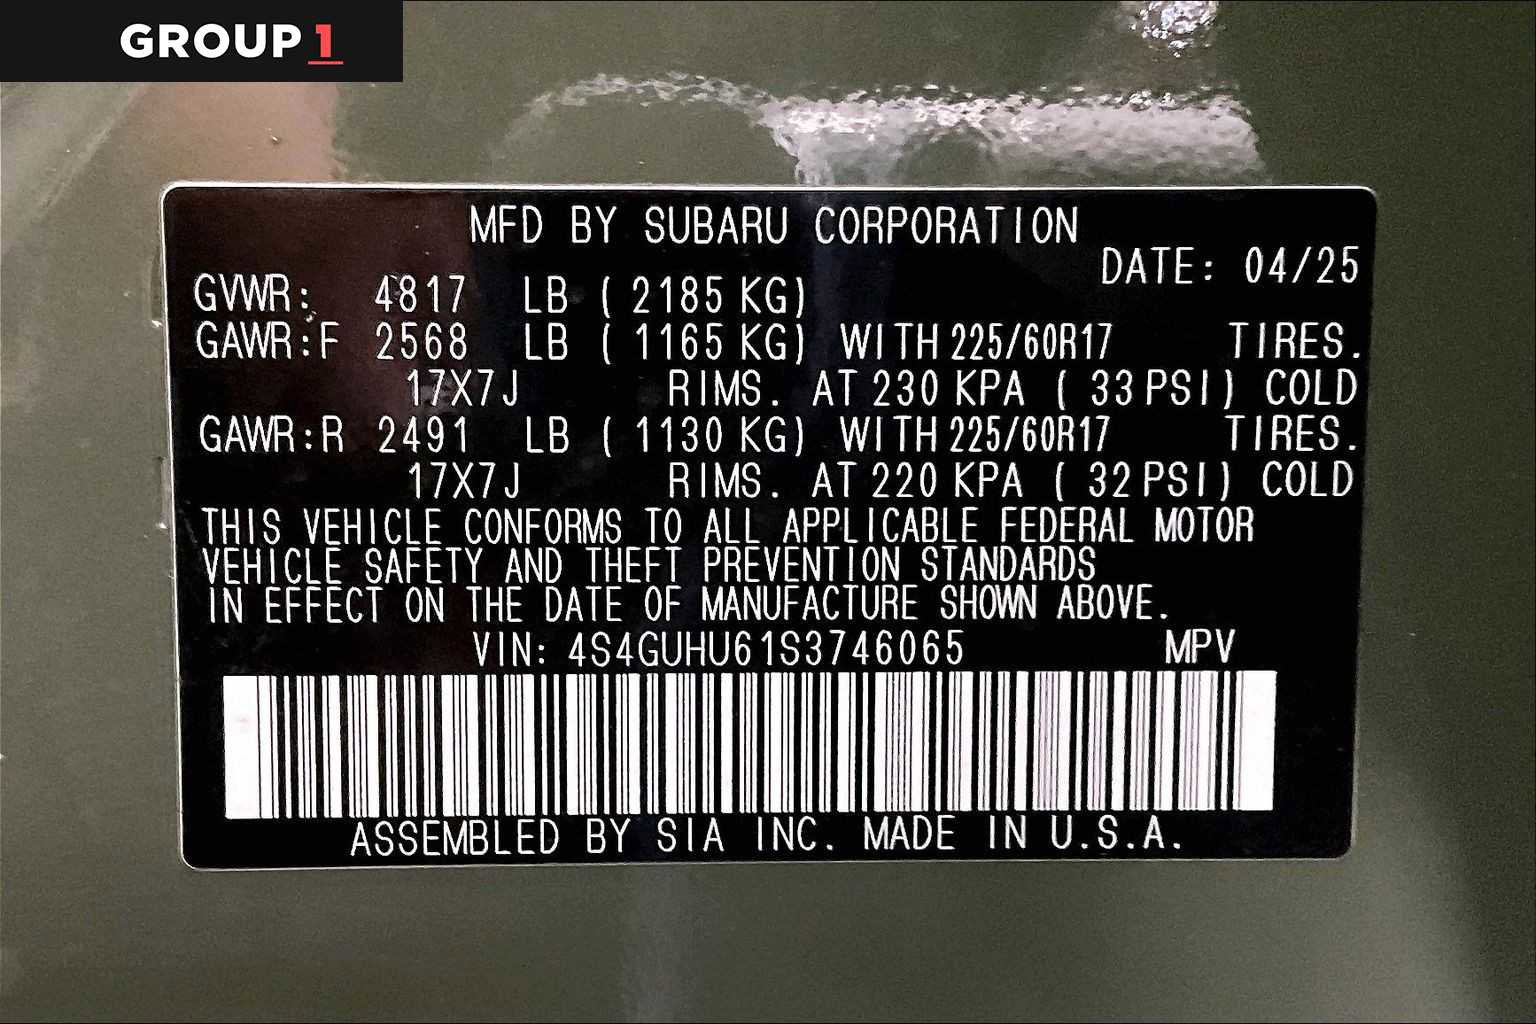 GROUP 1
MFD BY SUBARU CORPORATION
DATE: 04/25
GVWR: 4817 LB ( 2185 KG)
GAWR:F 2568 LB ( 1165 KG) WITH 225/60R17 TIRES.
17X7J RIMS. AT 230 KPA ( 33 PSI) COLD
GAWR:R 2491 LB ( 1130 KG) WITH 225/60R17 TIRES.
17X7J RIMS. AT 220 KPA ( 32 PSI) COLD
THIS VEHICLE CONFORMS TO ALL APPLICABLE FEDERAL MOTOR
VEHICLE SAFETY AND THEFT PREVENTION STANDARDS
IN EFFECT ON THE DATE OF MANUFACTURE SHOWN ABOVE.
VIN: 4S4GUHU61S3746065 MPV
ASSEMBLED BY SIA INC. MADE IN U.S.A.